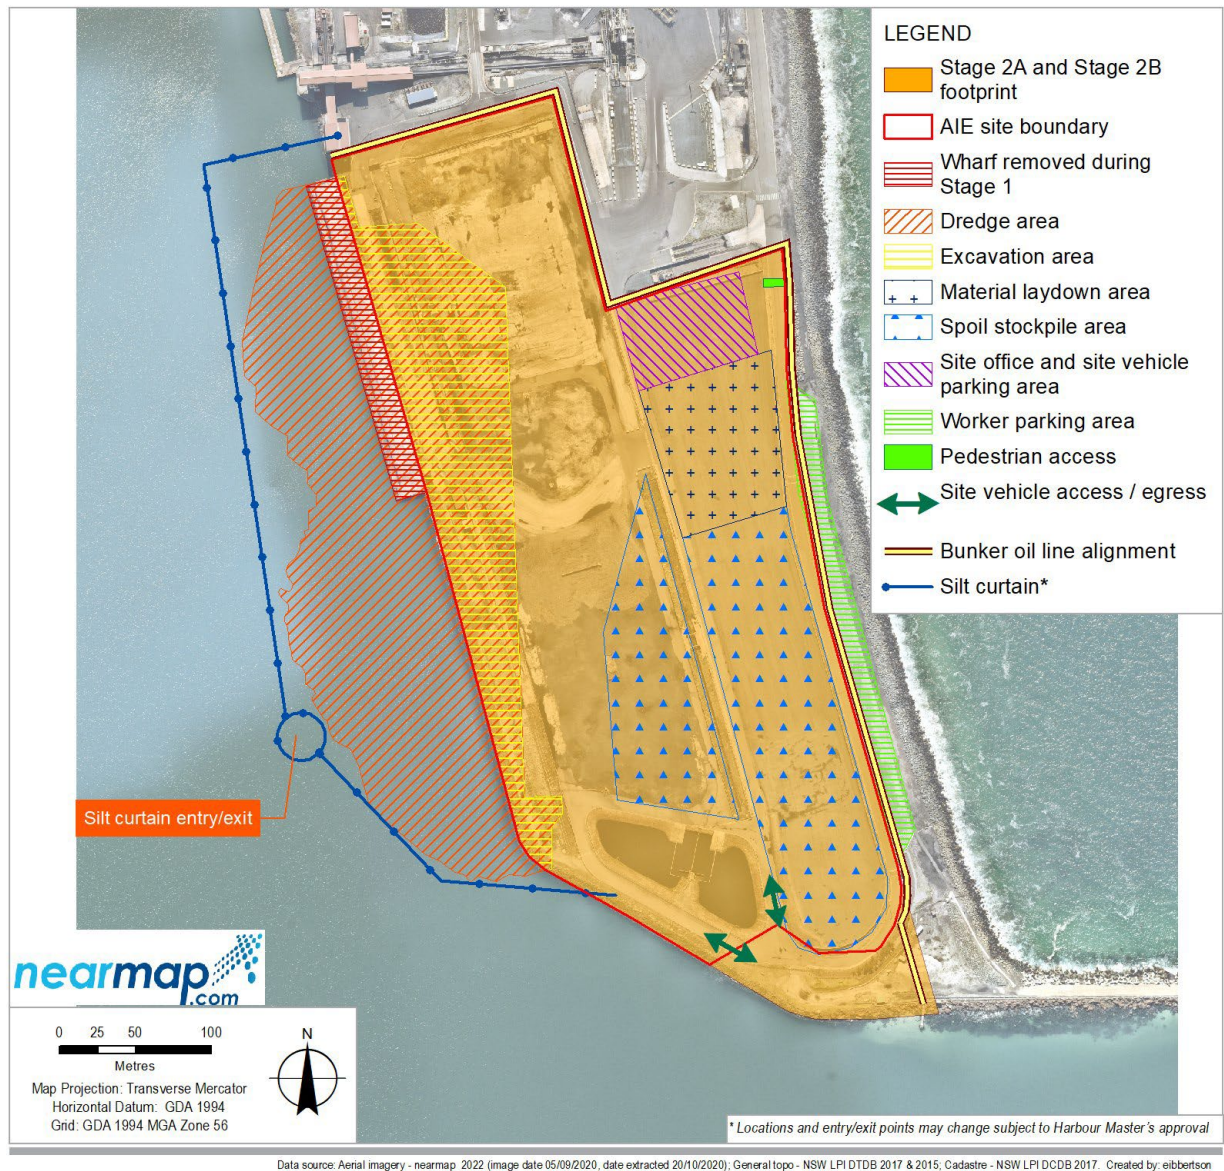 LEGEND
Stage 2A and Stage 2B
footprint
AIE site boundary
Wharf removed during
Stage 1
Dredge area
Excavation area
Material laydown area
Spoil stockpile area
Site office and site vehicle
parking area
Worker parking area
Pedestrian access
Site vehicle access / egress
Bunker oil line alignment
Silt curtain*
Silt curtain entry/exit
nearmap
.com
0 25 50 100
Metres
Map Projection: Transverse Mercator
Horizontal Datum: GDA 1994
Grid: GDA 1994 MGA Zone 56
N
* Locations and entry/exit points may change subject to Harbour Master's approval
Data source: Aerial imagery - nearmap 2022 (image date 05/09/2020, date extracted 20/10/2020); General topo - NSW LPI DTDB 2017 & 2015; Cadastre - NSW LPI DCDB 2017. Created by: eibbertson